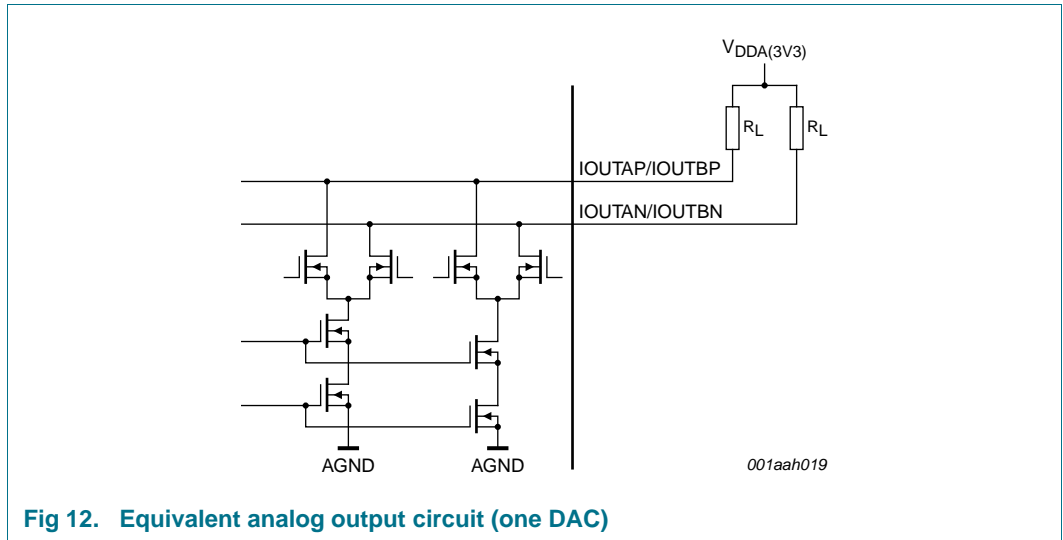 VDDA(3V3)
RL RL
IOUTAP/IOUTBP
IOUTAN/IOUTBN
AGND AGND
001aah019
Fig 12. Equivalent analog output circuit (one DAC)